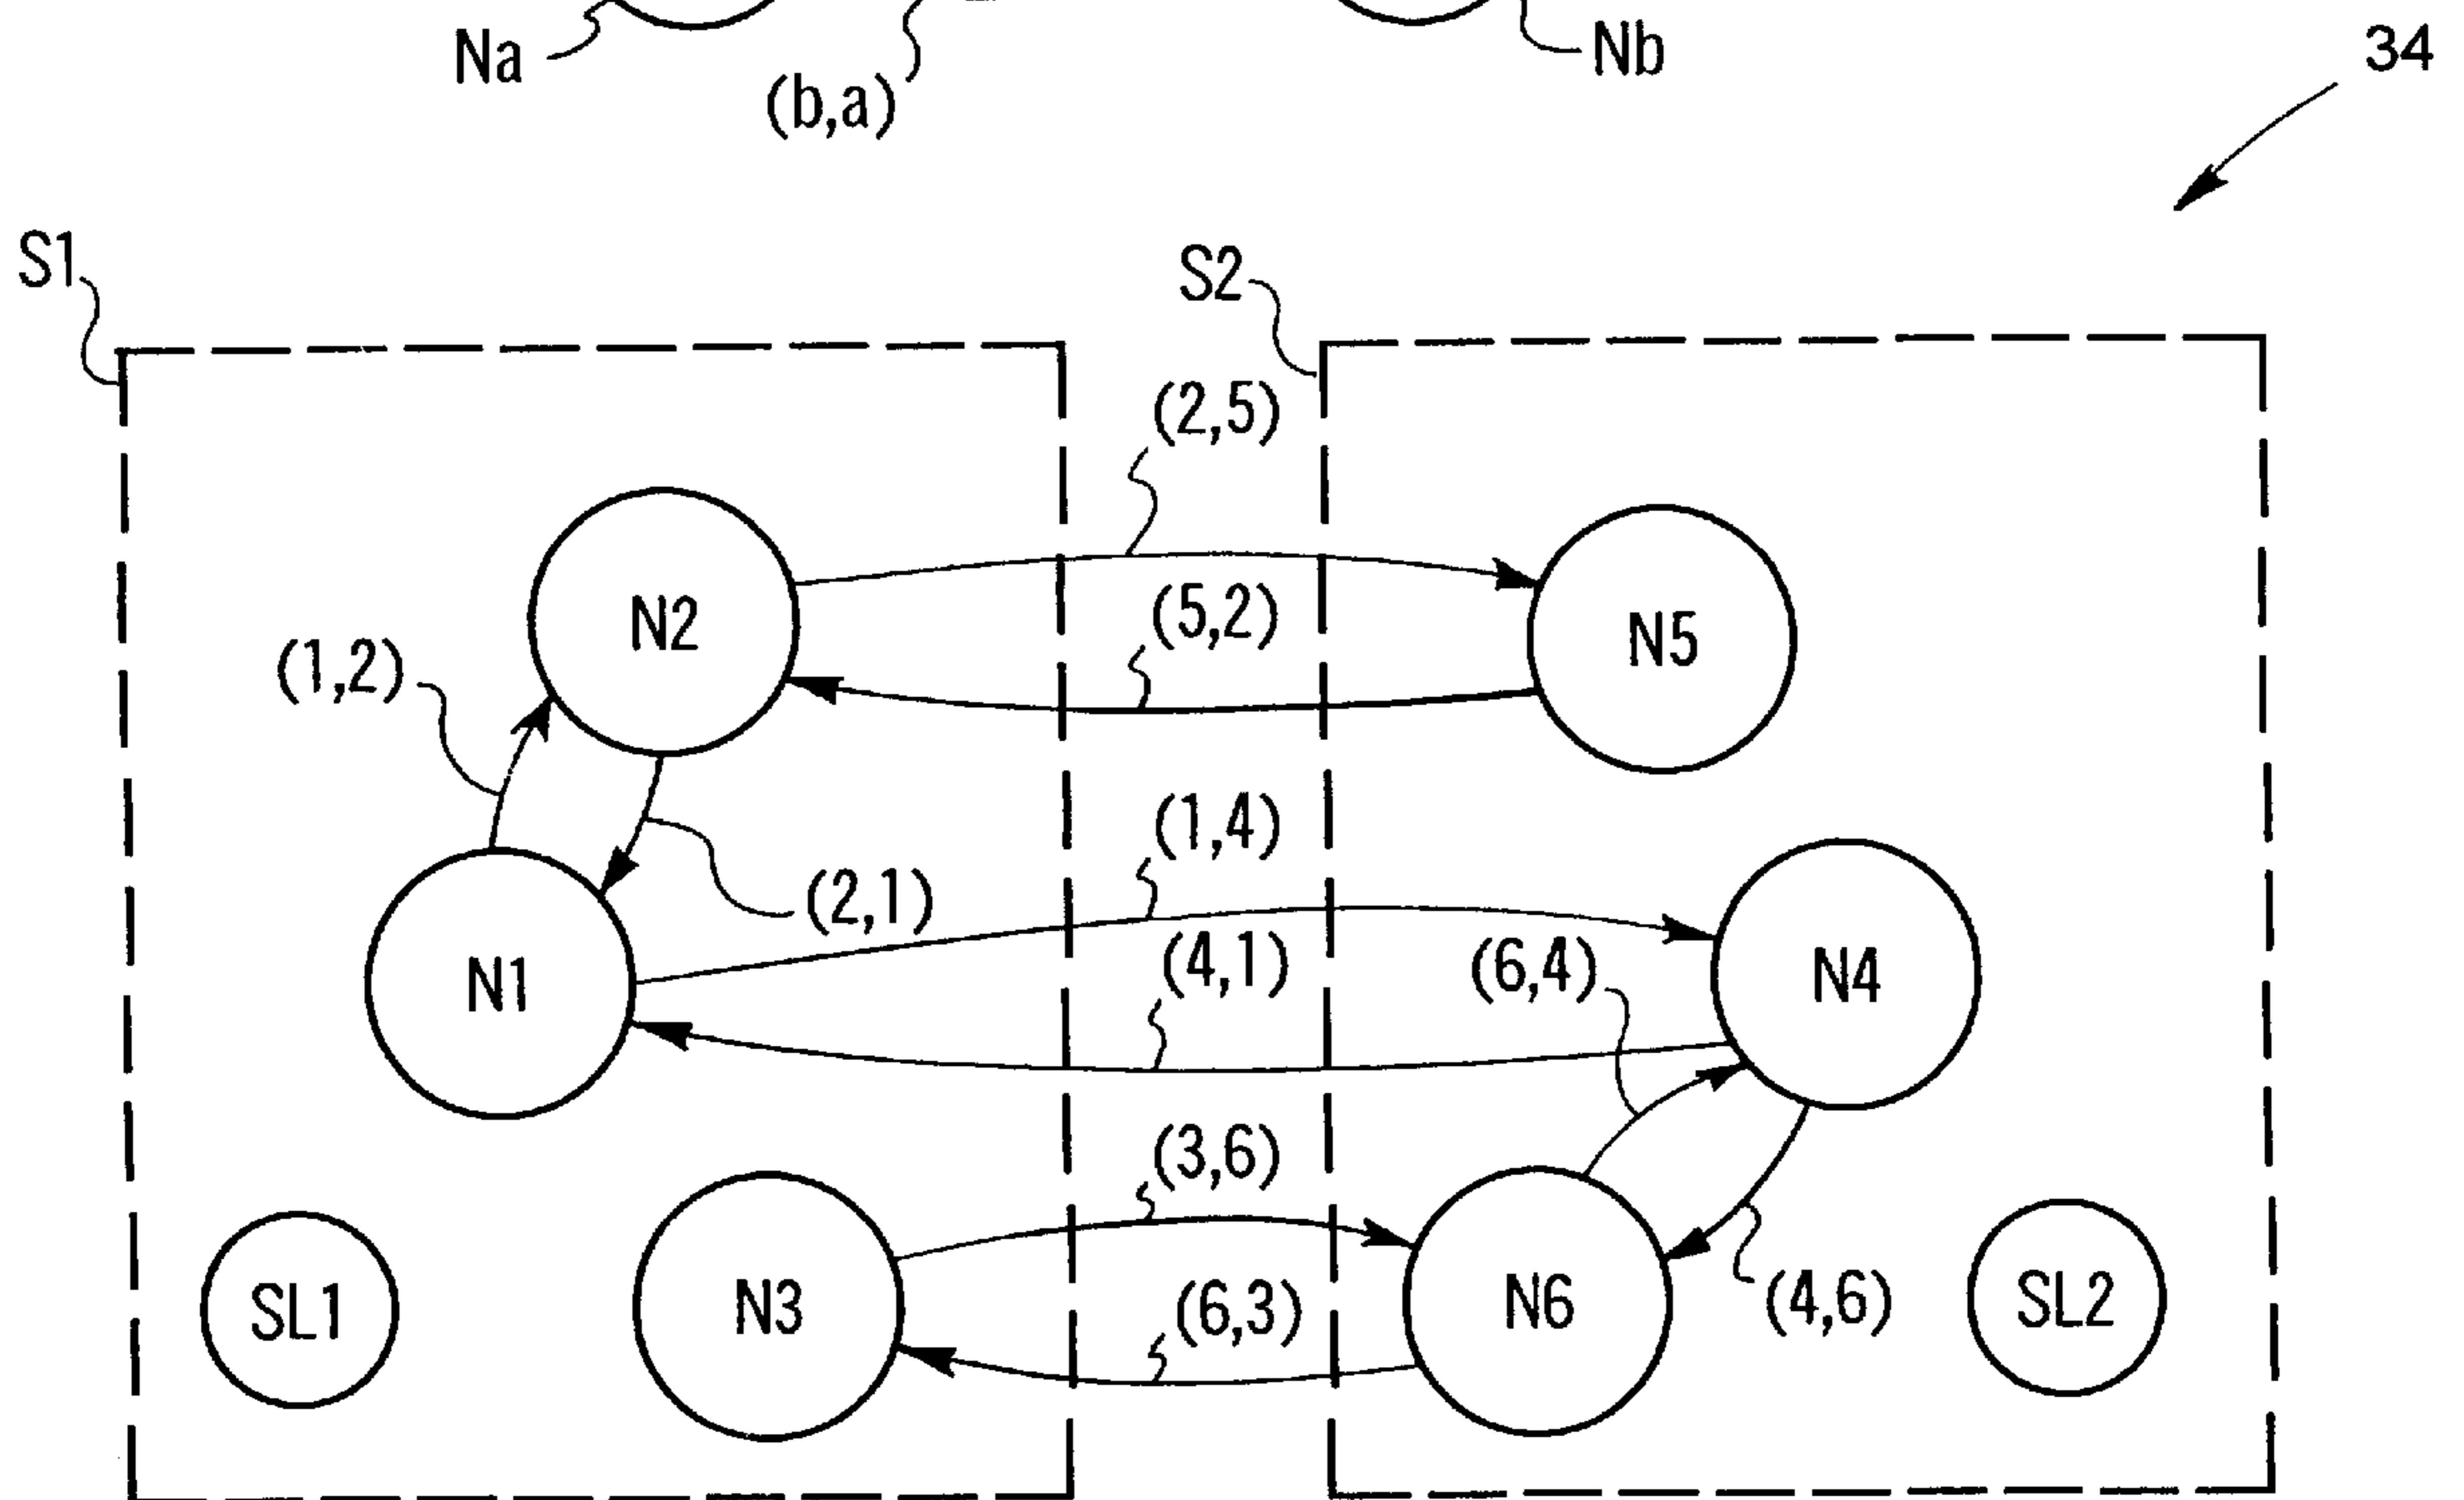 Na
(b,a)
Nb
34
S1
S2
(2,5)
N2
(5,2)
N5
(1,2)
(1,4)
(2,1)
N1
(4,1)
(6,4)
N4
(3,6)
SL1
N3
(6,3)
N6
(4,6)
SL2